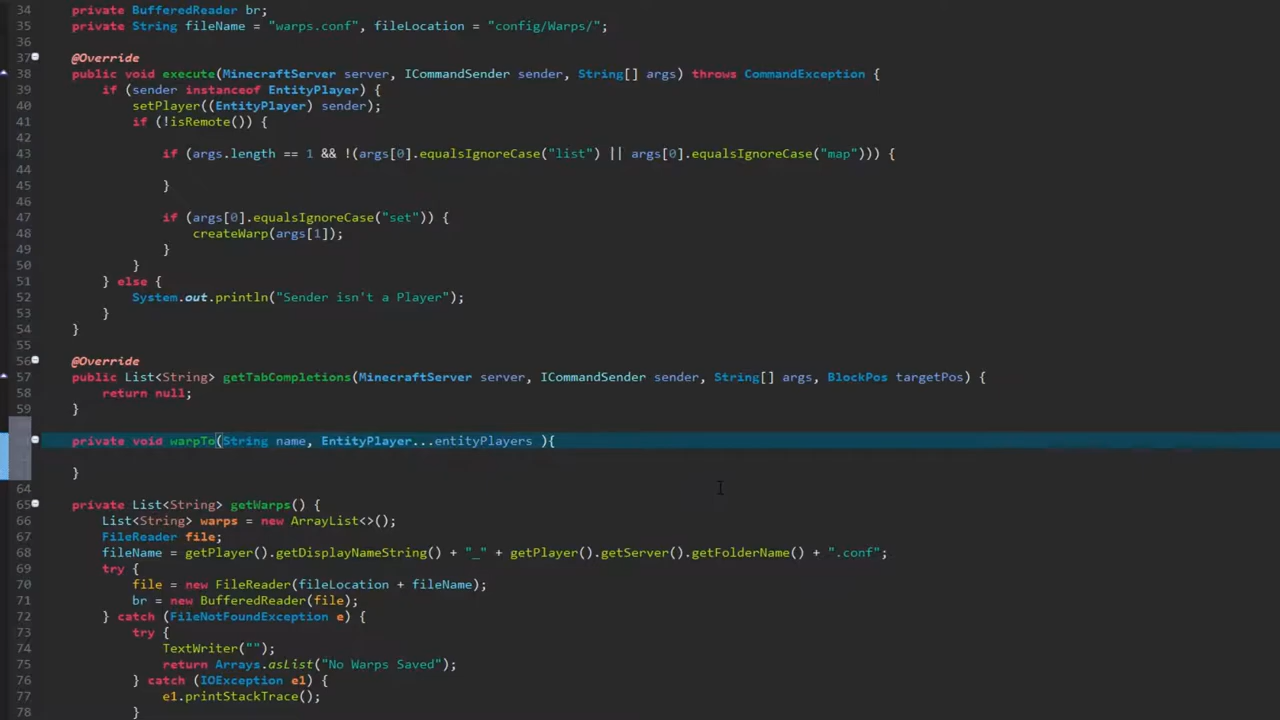 34 private BufferedReader br;
35 private String fileName = "warps.conf", fileLocation = "config/Warps/";
36
37 @Override
38 public void execute(MinecraftServer server, ICommandSender sender, String[] args) throws CommandException {
39 if (sender instanceof EntityPlayer) {
40 setPlayer((EntityPlayer) sender);
41 if (!isRemote()) {
42
43 if (args.length == 1 && !(args[0].equalsIgnoreCase("list") || args[0].equalsIgnoreCase("map"))) {
44
45 }
46
47 if (args[0].equalsIgnoreCase("set")) {
48 createWarp(args[1]);
49 }
50 }
51 } else {
52 System.out.println("Sender isn't a Player");
53 }
54 }
55
56 @Override
57 public List<String> getTabCompletions(MinecraftServer server, ICommandSender sender, String[] args, BlockPos targetPos) {
58 return null;
59 }
private void warpTo(String name, EntityPlayer...entityPlayers ){
}
64
65 private List<String> getWarps() {
66 List<String> warps = new ArrayList<>();
67 FileReader file;
68 fileName = getPlayer().getDisplayNameString() + "_" + getPlayer().getServer().getFolderName() + ".conf";
69 try {
70 file = new FileReader(fileLocation + fileName);
71 br = new BufferedReader(file);
72 } catch (FileNotFoundException e) {
73 try {
74 TextWriter("");
75 return Arrays.asList("No Warps Saved");
76 } catch (IOException e1) {
77 e1.printStackTrace();
78 }